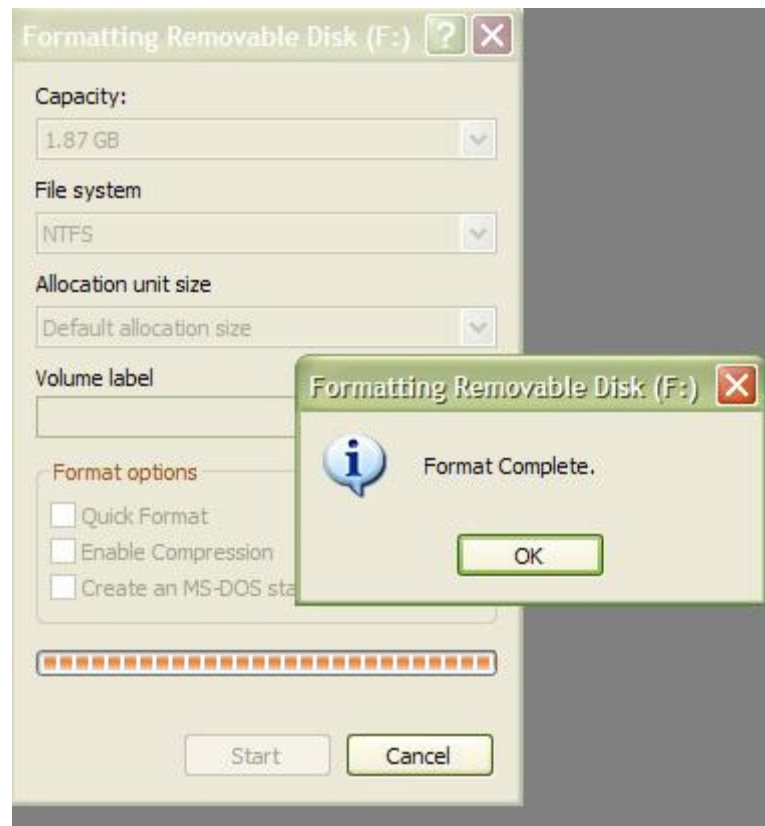 Formatting Removable Disk (F:)
Capacity:
1.87 GB
File system
NTFS
Allocation unit size
Default allocation size
Volume label
Format options
Quick Format
Enable Compression
Create an MS-DOS
Start
Cancel
Formatting Removable Disk (F:)
Format Complete.
OK